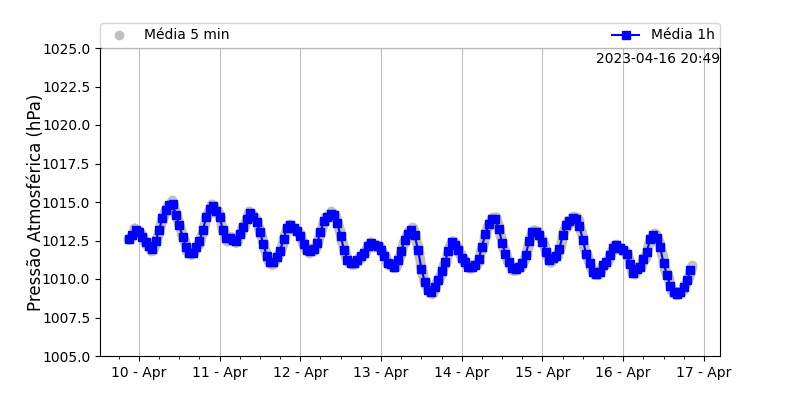 Média 5 min
Média 1h
2023-04-16 20:49
Pressão Atmosférica (hPa)
1025.0
1022.5
1020.0
1017.5
1015.0
1012.5
1010.0
1007.5
1005.0
10 - Apr
11 - Apr
12 - Apr
13 - Apr
14 - Apr
15 - Apr
16 - Apr
17 - Apr